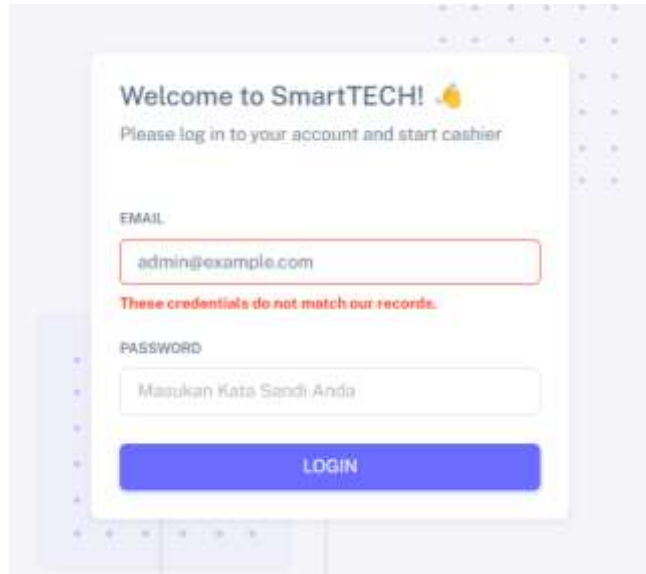 Welcome to SmartTECH! 👋
Please log in to your account and start cashier
EMAIL
admin@example.com
These credentials do not match our records.
PASSWORD
Masukan Kata Sandi Anda
LOGIN